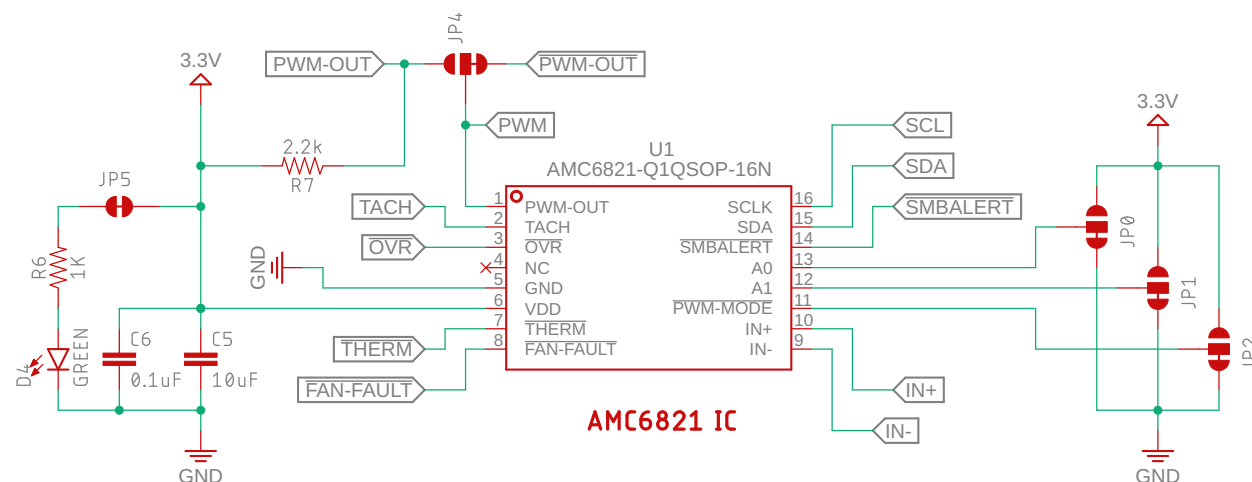 JP4
3.3V
PWM-OUT
PWM-OUT
3.3V
2.2k
R7
PWM
SCL
U1
AMC6821-Q1QSOP-16N
SDA
JP5
TACH
1 PWM-OUT
SCLK 16
2 TACH
SDA 15
SMBALERT
OVR
3 OVR
SMBALERT 14
JP0
R6
1K
GND
4 NC
A0 13
5 GND
A1 12
JP1
6 VDD
PWM-MODE 11
7 THERM
IN+ 10
8 FAN-FAULT
IN- 9
THERM
JP2
D4
GREEN
C6
0.1uF
C5
10uF
FAN-FAULT
IN+
AMC6821 IC
IN-
GND
GND